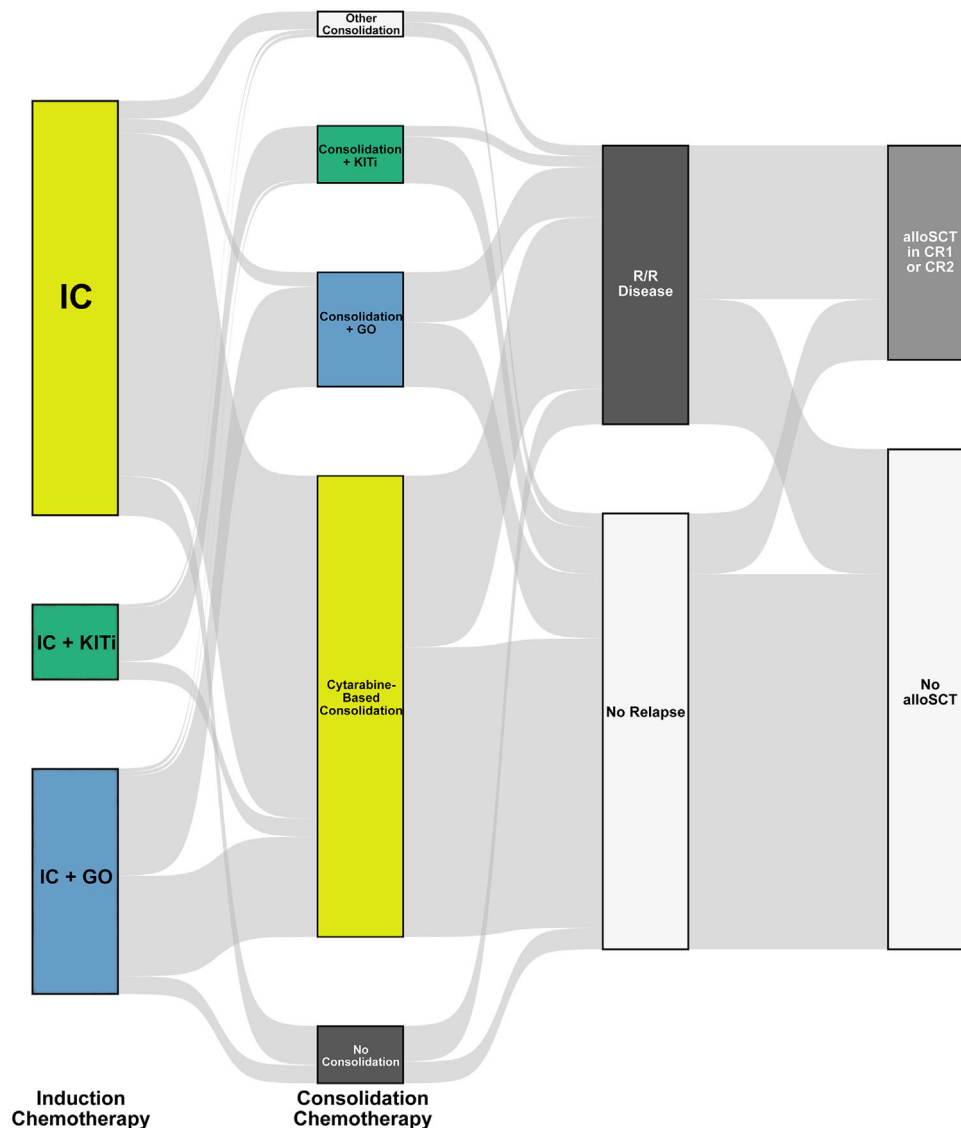 IC
IC + KITi
IC + GO
Induction
Chemotherapy
Other
Consolidation
Consolidation
+ KITi
Consolidation
+ GO
Cytarabine-
Based
Consolidation
No
Consolidation
Consolidation
Chemotherapy
R/R
Disease
No Relapse
alloSCT
in CR1
or CR2
No
alloSCT